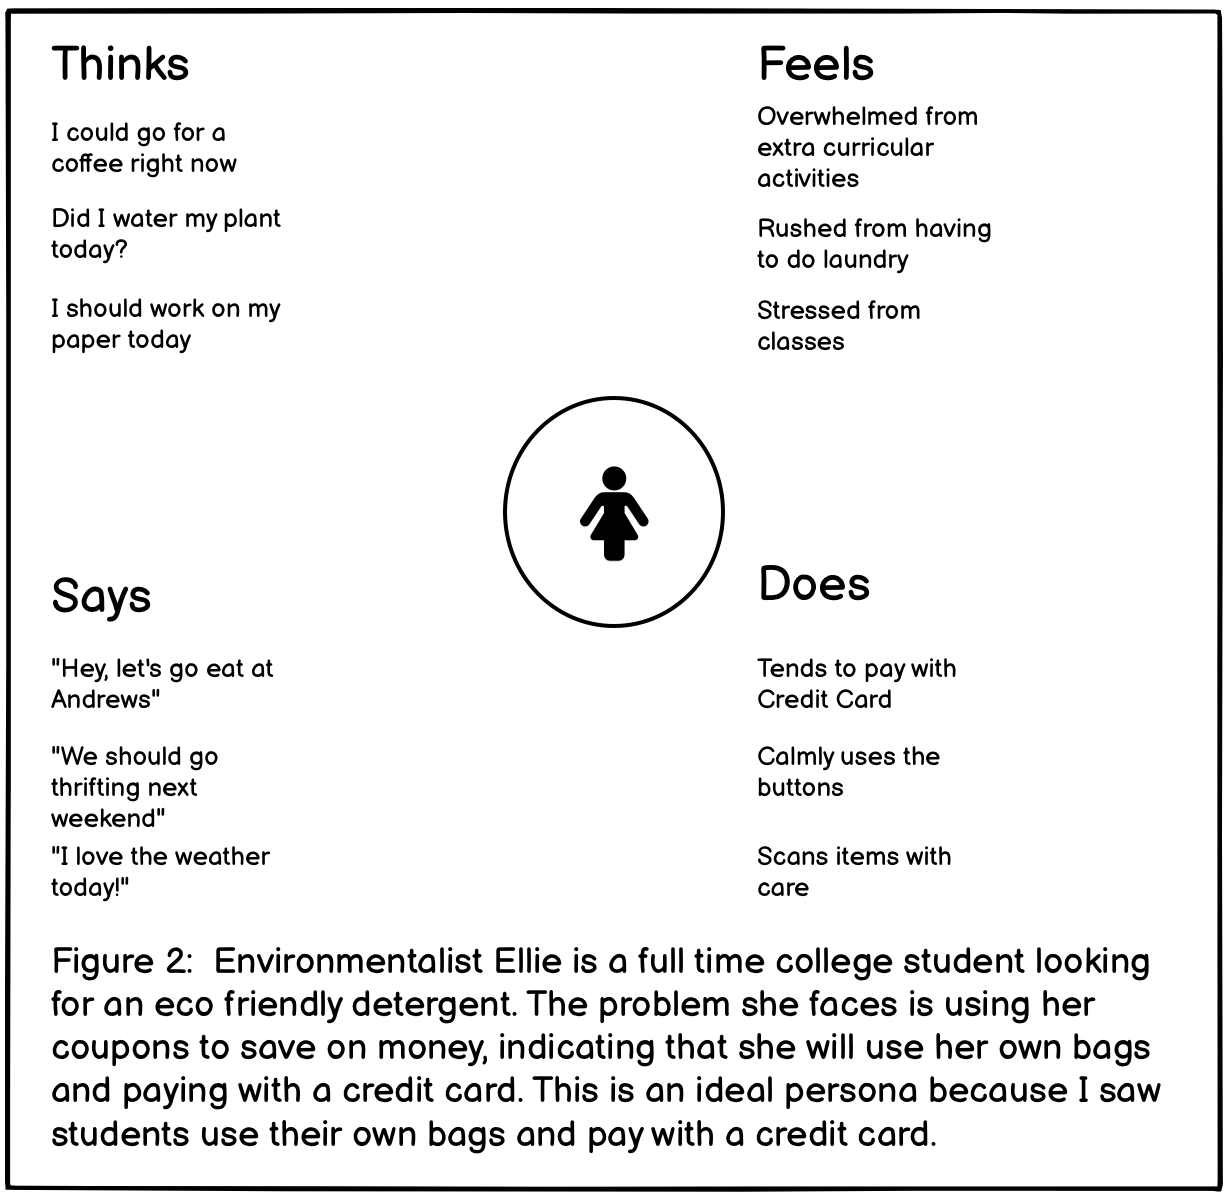 Thinks
I could go for a
coffee right now
Did I water my plant
today?
I should work on my
paper today
Feels
Overwhelmed from
extra curricular
activities
Rushed from having
to do laundry
Stressed from
classes
Says
"Hey, let's go eat at
Andrews"
"We should go
thrifting next
weekend"
"I love the weather
today!"
Does
Tends to pay with
Credit Card
Calmly uses the
buttons
Scans items with
care
Figure 2:  Environmentalist Ellie is a full time college student looking
for an eco friendly detergent. The problem she faces is using her
coupons to save on money, indicating that she will use her own bags
and paying with a credit card. This is an ideal persona because I saw
students use their own bags and pay with a credit card.